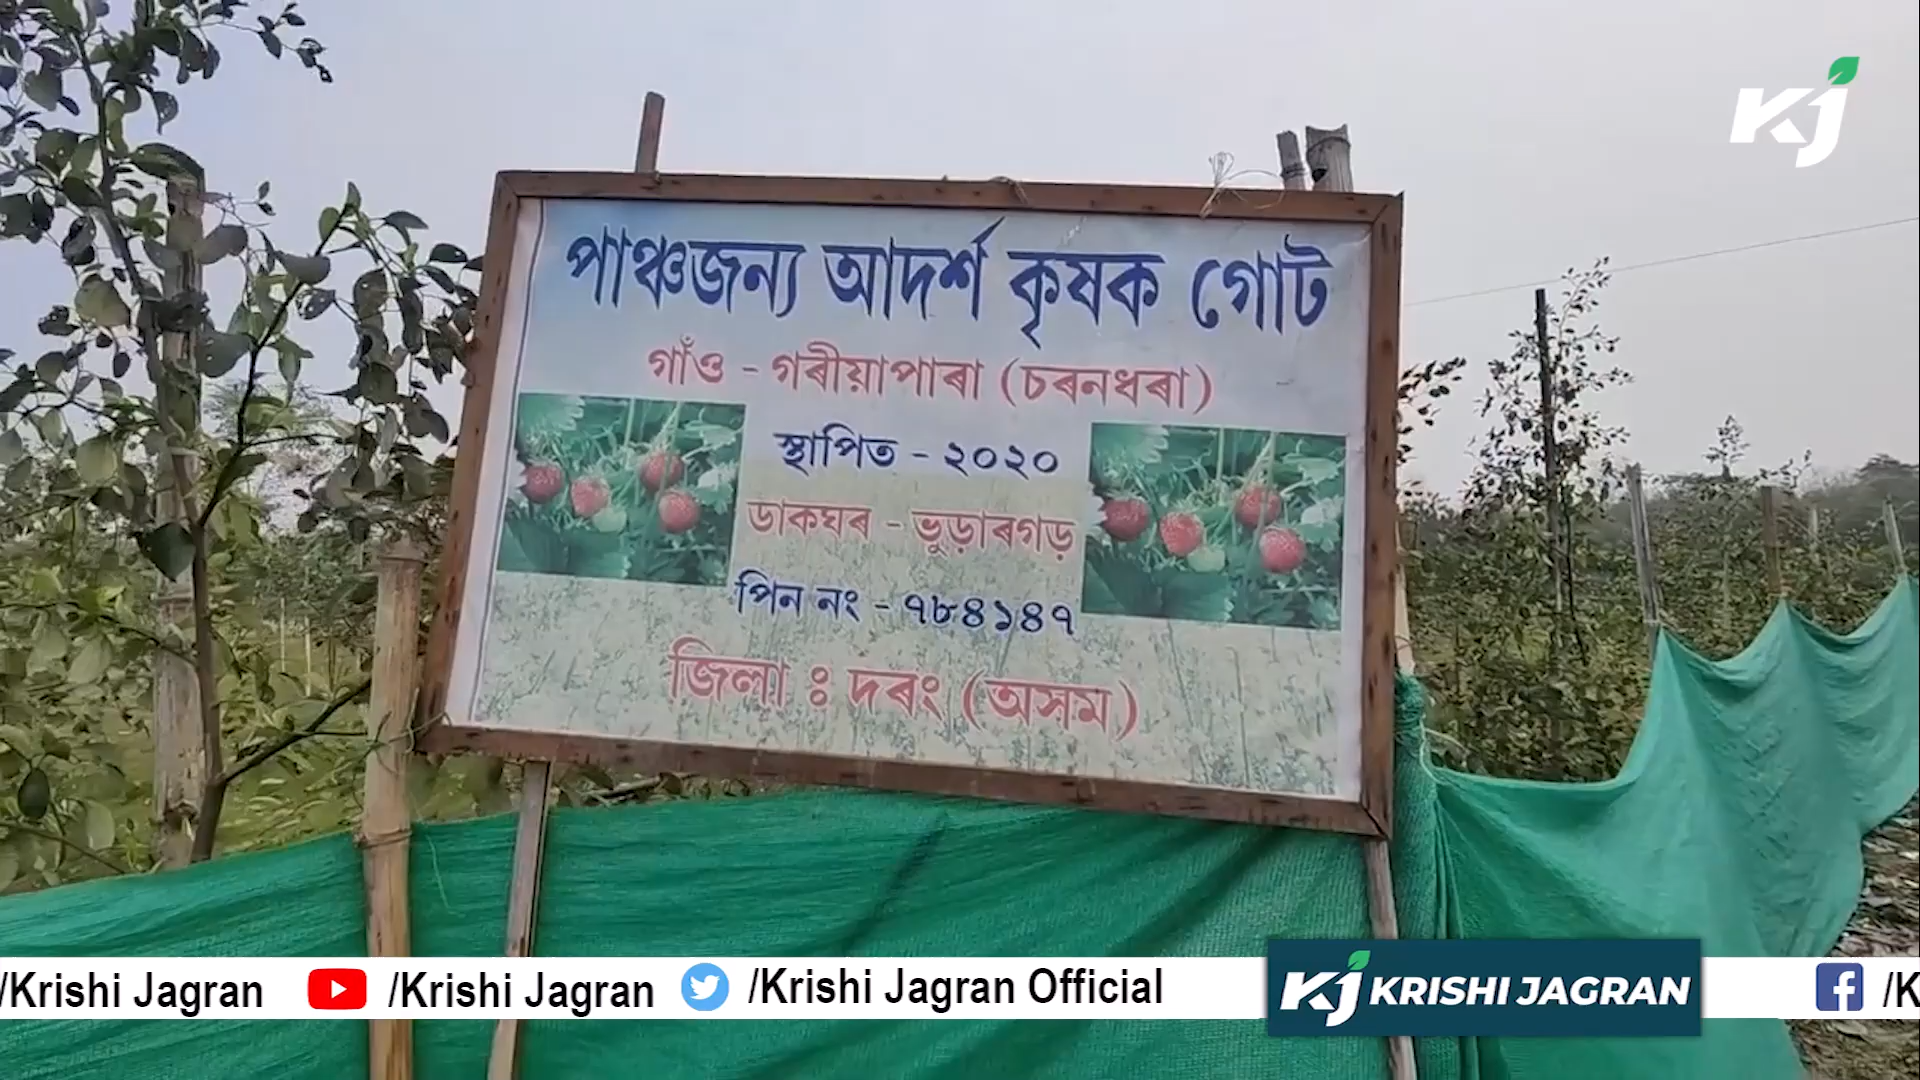 KJ
পাঞ্চজন্য আদৰ্শ কৃষক গোট
গাঁও - গৰীয়াপাৰা (চৰনধৰা)
স্থাপিত - ২০২০
ডাকঘৰ - ভুড়াৰগড়
পিন নং - ৭৮৪১৪৭
জিলা ঃ দৰং (অসম)
/Krishi Jagran /Krishi Jagran /Krishi Jagran Official
KJ KRISHI JAGRAN